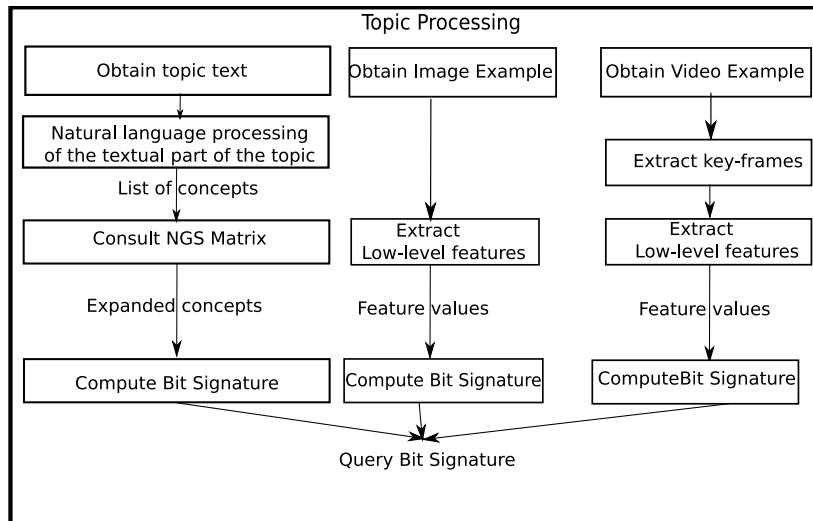 Topic Processing
Obtain topic text
Natural language processing
of the textual part of the topic
List of concepts
Consult NGS Matrix
Expanded concepts
Compute Bit Signature
Obtain Image Example
Extract
Low-level features
Feature values
Compute Bit Signature
Obtain Video Example
Extract key-frames
Extract
Low-level features
Feature values
ComputeBit Signature
Query Bit Signature